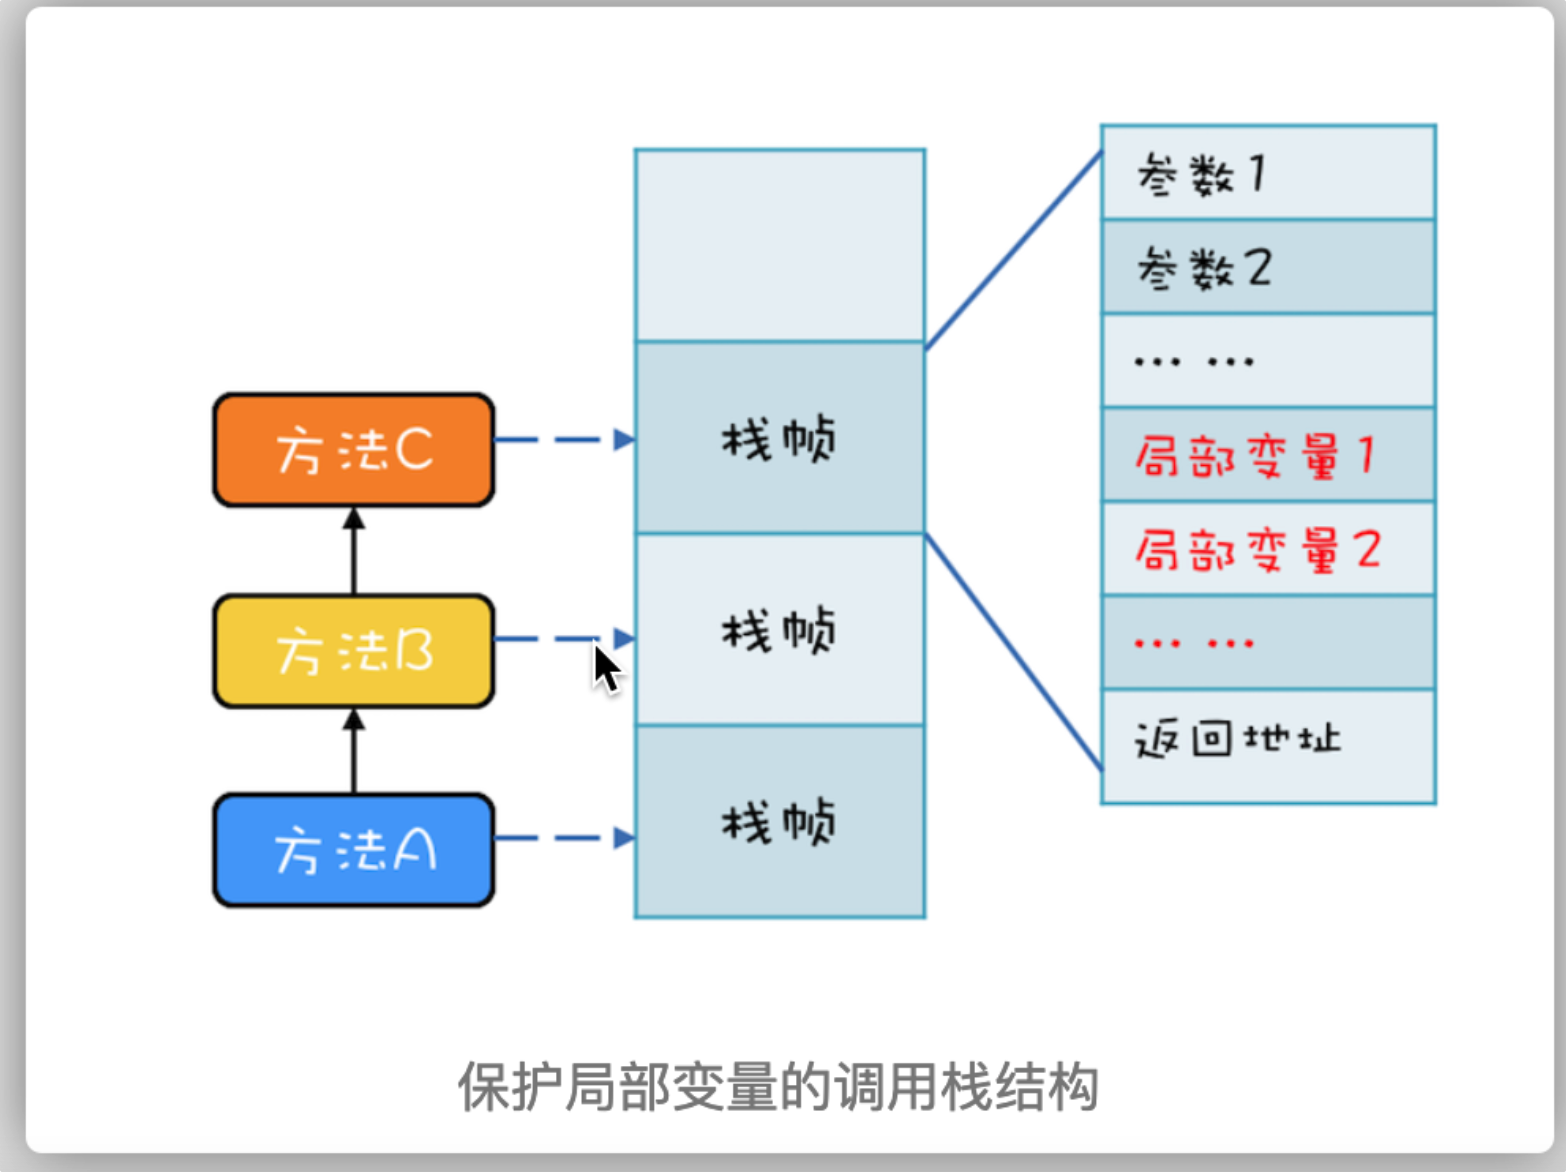 方法C
方法B
方法A
栈帧
栈帧
栈帧
参数1
参数2
... ...
局部变量1
局部变量2
... ...
返回地址
保护局部变量的调用栈结构